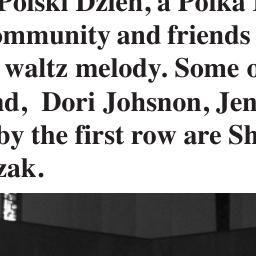 Polski Dzien, a Polka
ommunity and friends
waltz melody. Some
nd, Dori Johsnon, Jen
by the first row are Sh
zak.